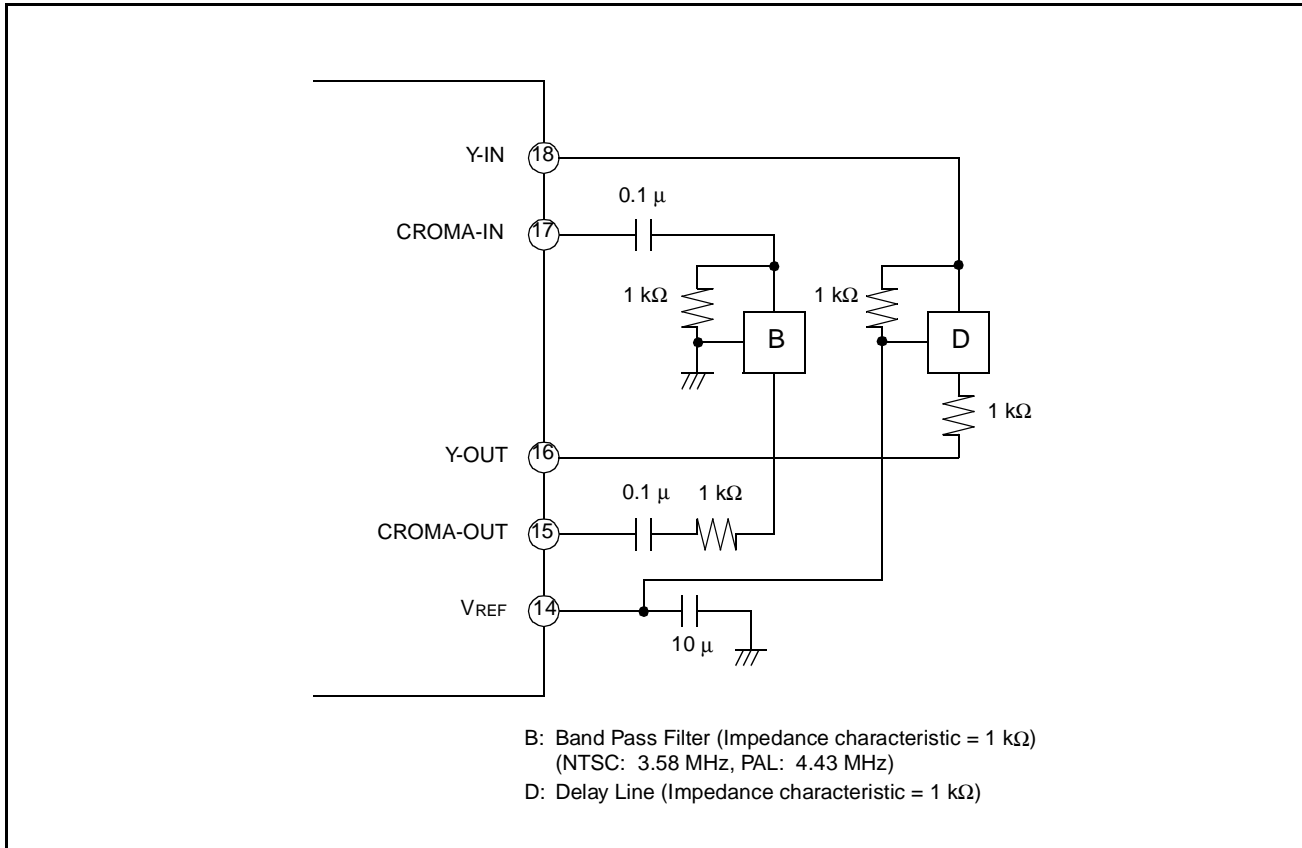 Y-IN
18
0.1 μ
CROMA-IN
17
1 kΩ
1 kΩ
B
D
1 kΩ
Y-OUT
16
0.1 μ
1 kΩ
CROMA-OUT
15
VREF
14
10 μ
B: Band Pass Filter (Impedance characteristic = 1 kΩ)
(NTSC: 3.58 MHz, PAL: 4.43 MHz)
D: Delay Line (Impedance characteristic = 1 kΩ)